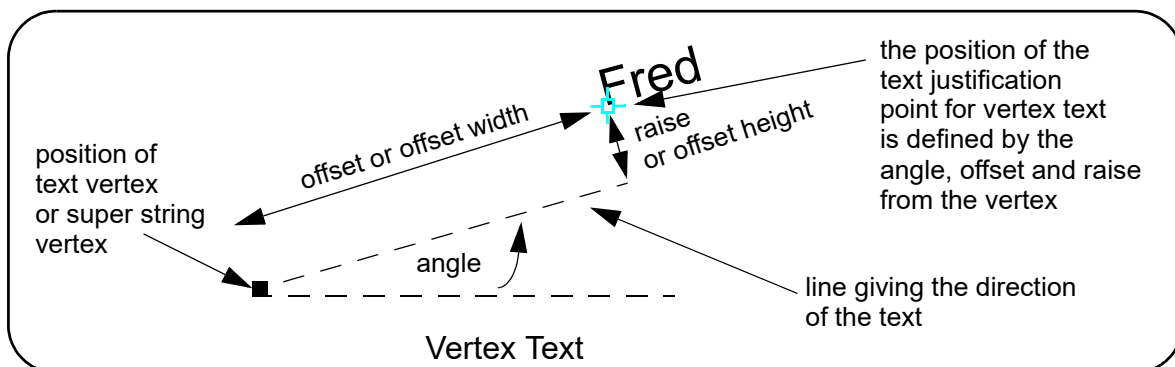 Fred
the position of the
text justification
point for vertex text
is defined by the
angle, offset and raise
from the vertex
offset or offset width
raise
or offset height
position of
text vertex
or super string
vertex
angle
line giving the direction
of the text
Vertex Text